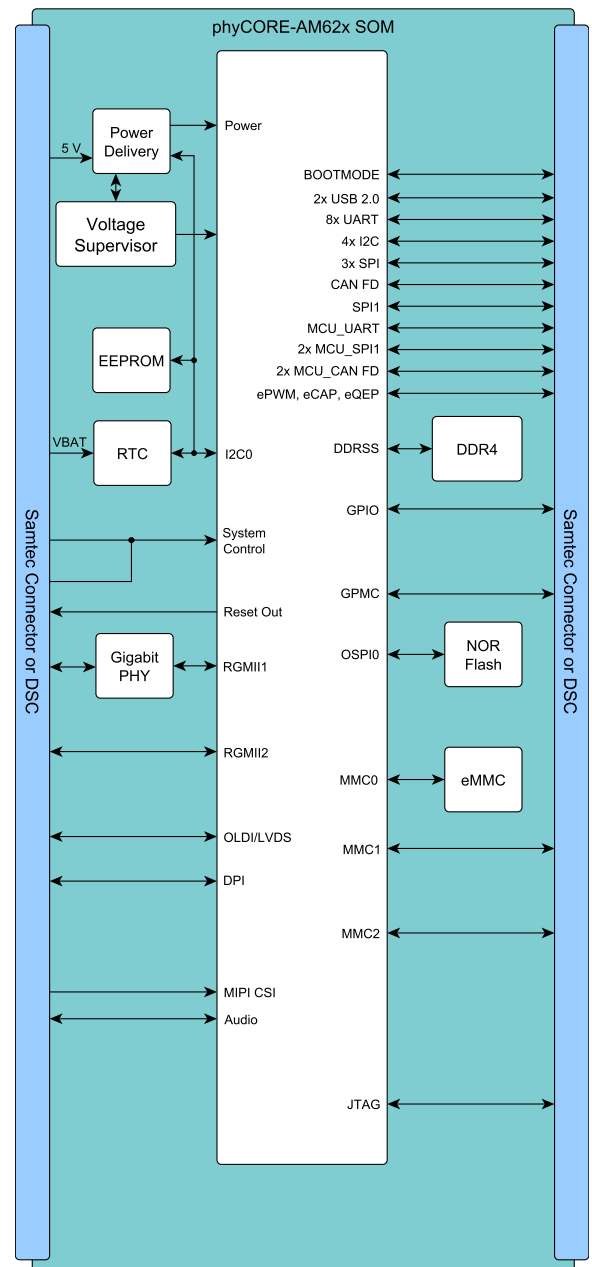 phyCORE-AM62x SOM
Samtec Connector or DSC
5 V
Power
Delivery
Power
Voltage
Supervisor
EEPROM
VBAT
RTC
I2C0
System
Control
Reset Out
Gigabit
PHY
RGMII1
RGMII2
OLDI/LVDS
DPI
MIPI CSI
Audio
BOOTMODE
2x USB 2.0
8x UART
4x I2C
3x SPI
CAN FD
SPI1
MCU_UART
2x MCU_SPI1
2x MCU_CAN FD
ePWM, eCAP, eQEP
DDRSS
DDR4
GPIO
GPMC
OSPI0
NOR
Flash
MMC0
eMMC
MMC1
MMC2
JTAG
Samtec Connector or DSC